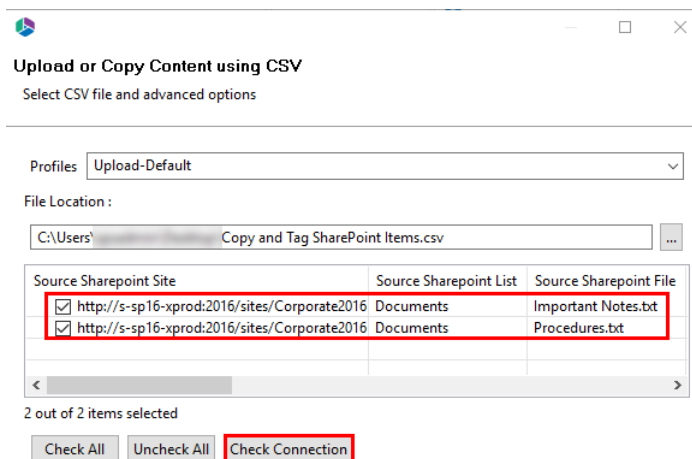 Upload or Copy Content using CSV
Select CSV file and advanced options
Profiles Upload-Default
File Location :
C:\Users\ Copy and Tag SharePoint Items.csv ...
Source Sharepoint Site Source Sharepoint List Source Sharepoint File
http://s-sp16-xprod:2016/sites/Corporate2016 Documents Important Notes.txt
http://s-sp16-xprod:2016/sites/Corporate2016 Documents Procedures.txt
2 out of 2 items selected
Check All Uncheck All Check Connection